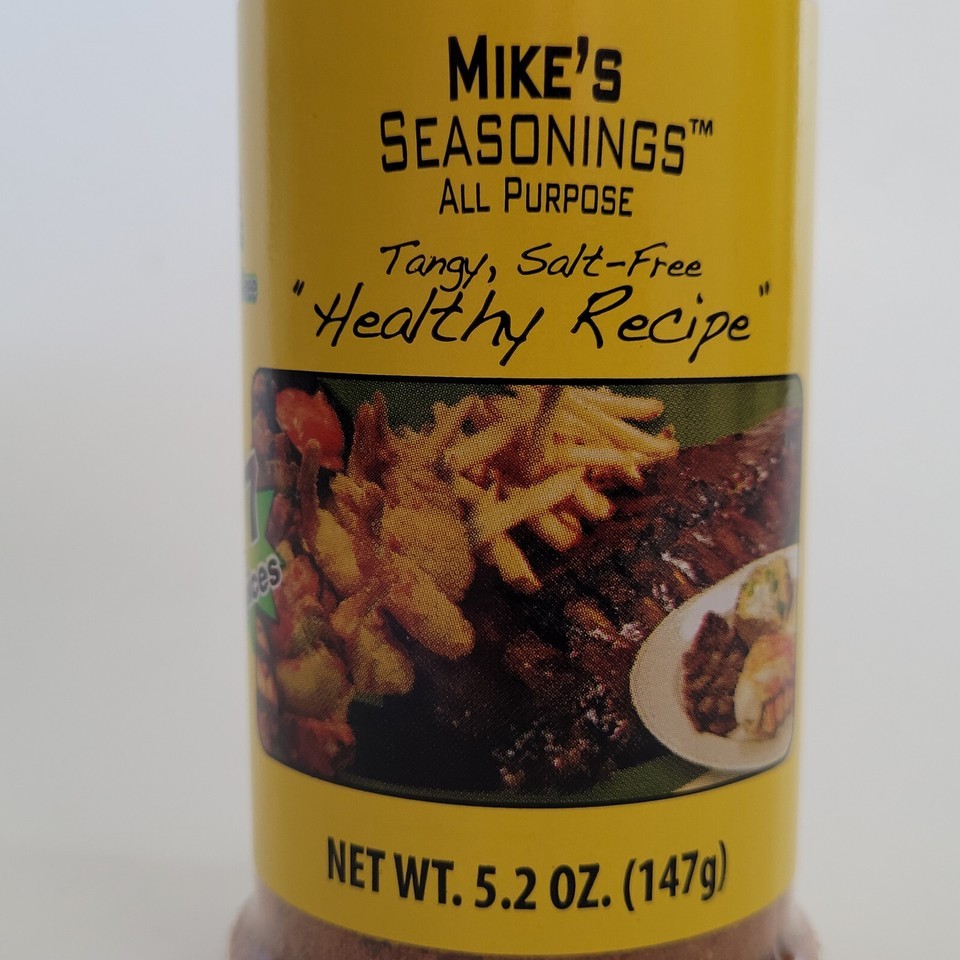 MIKE'S
SEASONINGS™
ALL PURPOSE
Tangy, Salt-Free
"Healthy Recipe"
NET WT. 5.2 OZ. (147g)